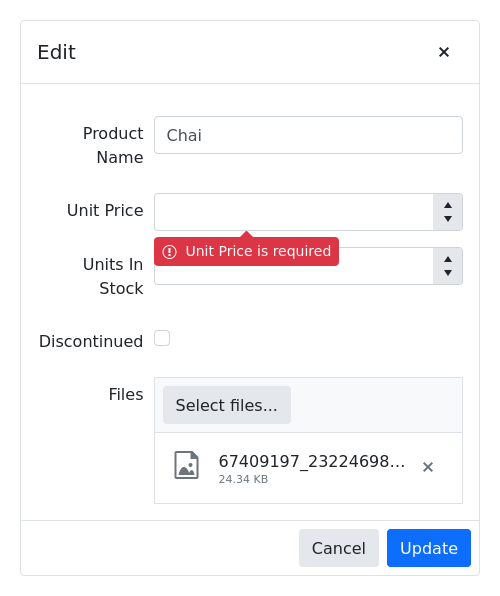 Edit
Product
Name
Chai
Unit Price
Unit Price is required
Units In
Stock
Discontinued
Files
Select files...
67409197_23224698...
24.34 KB
Cancel
Update